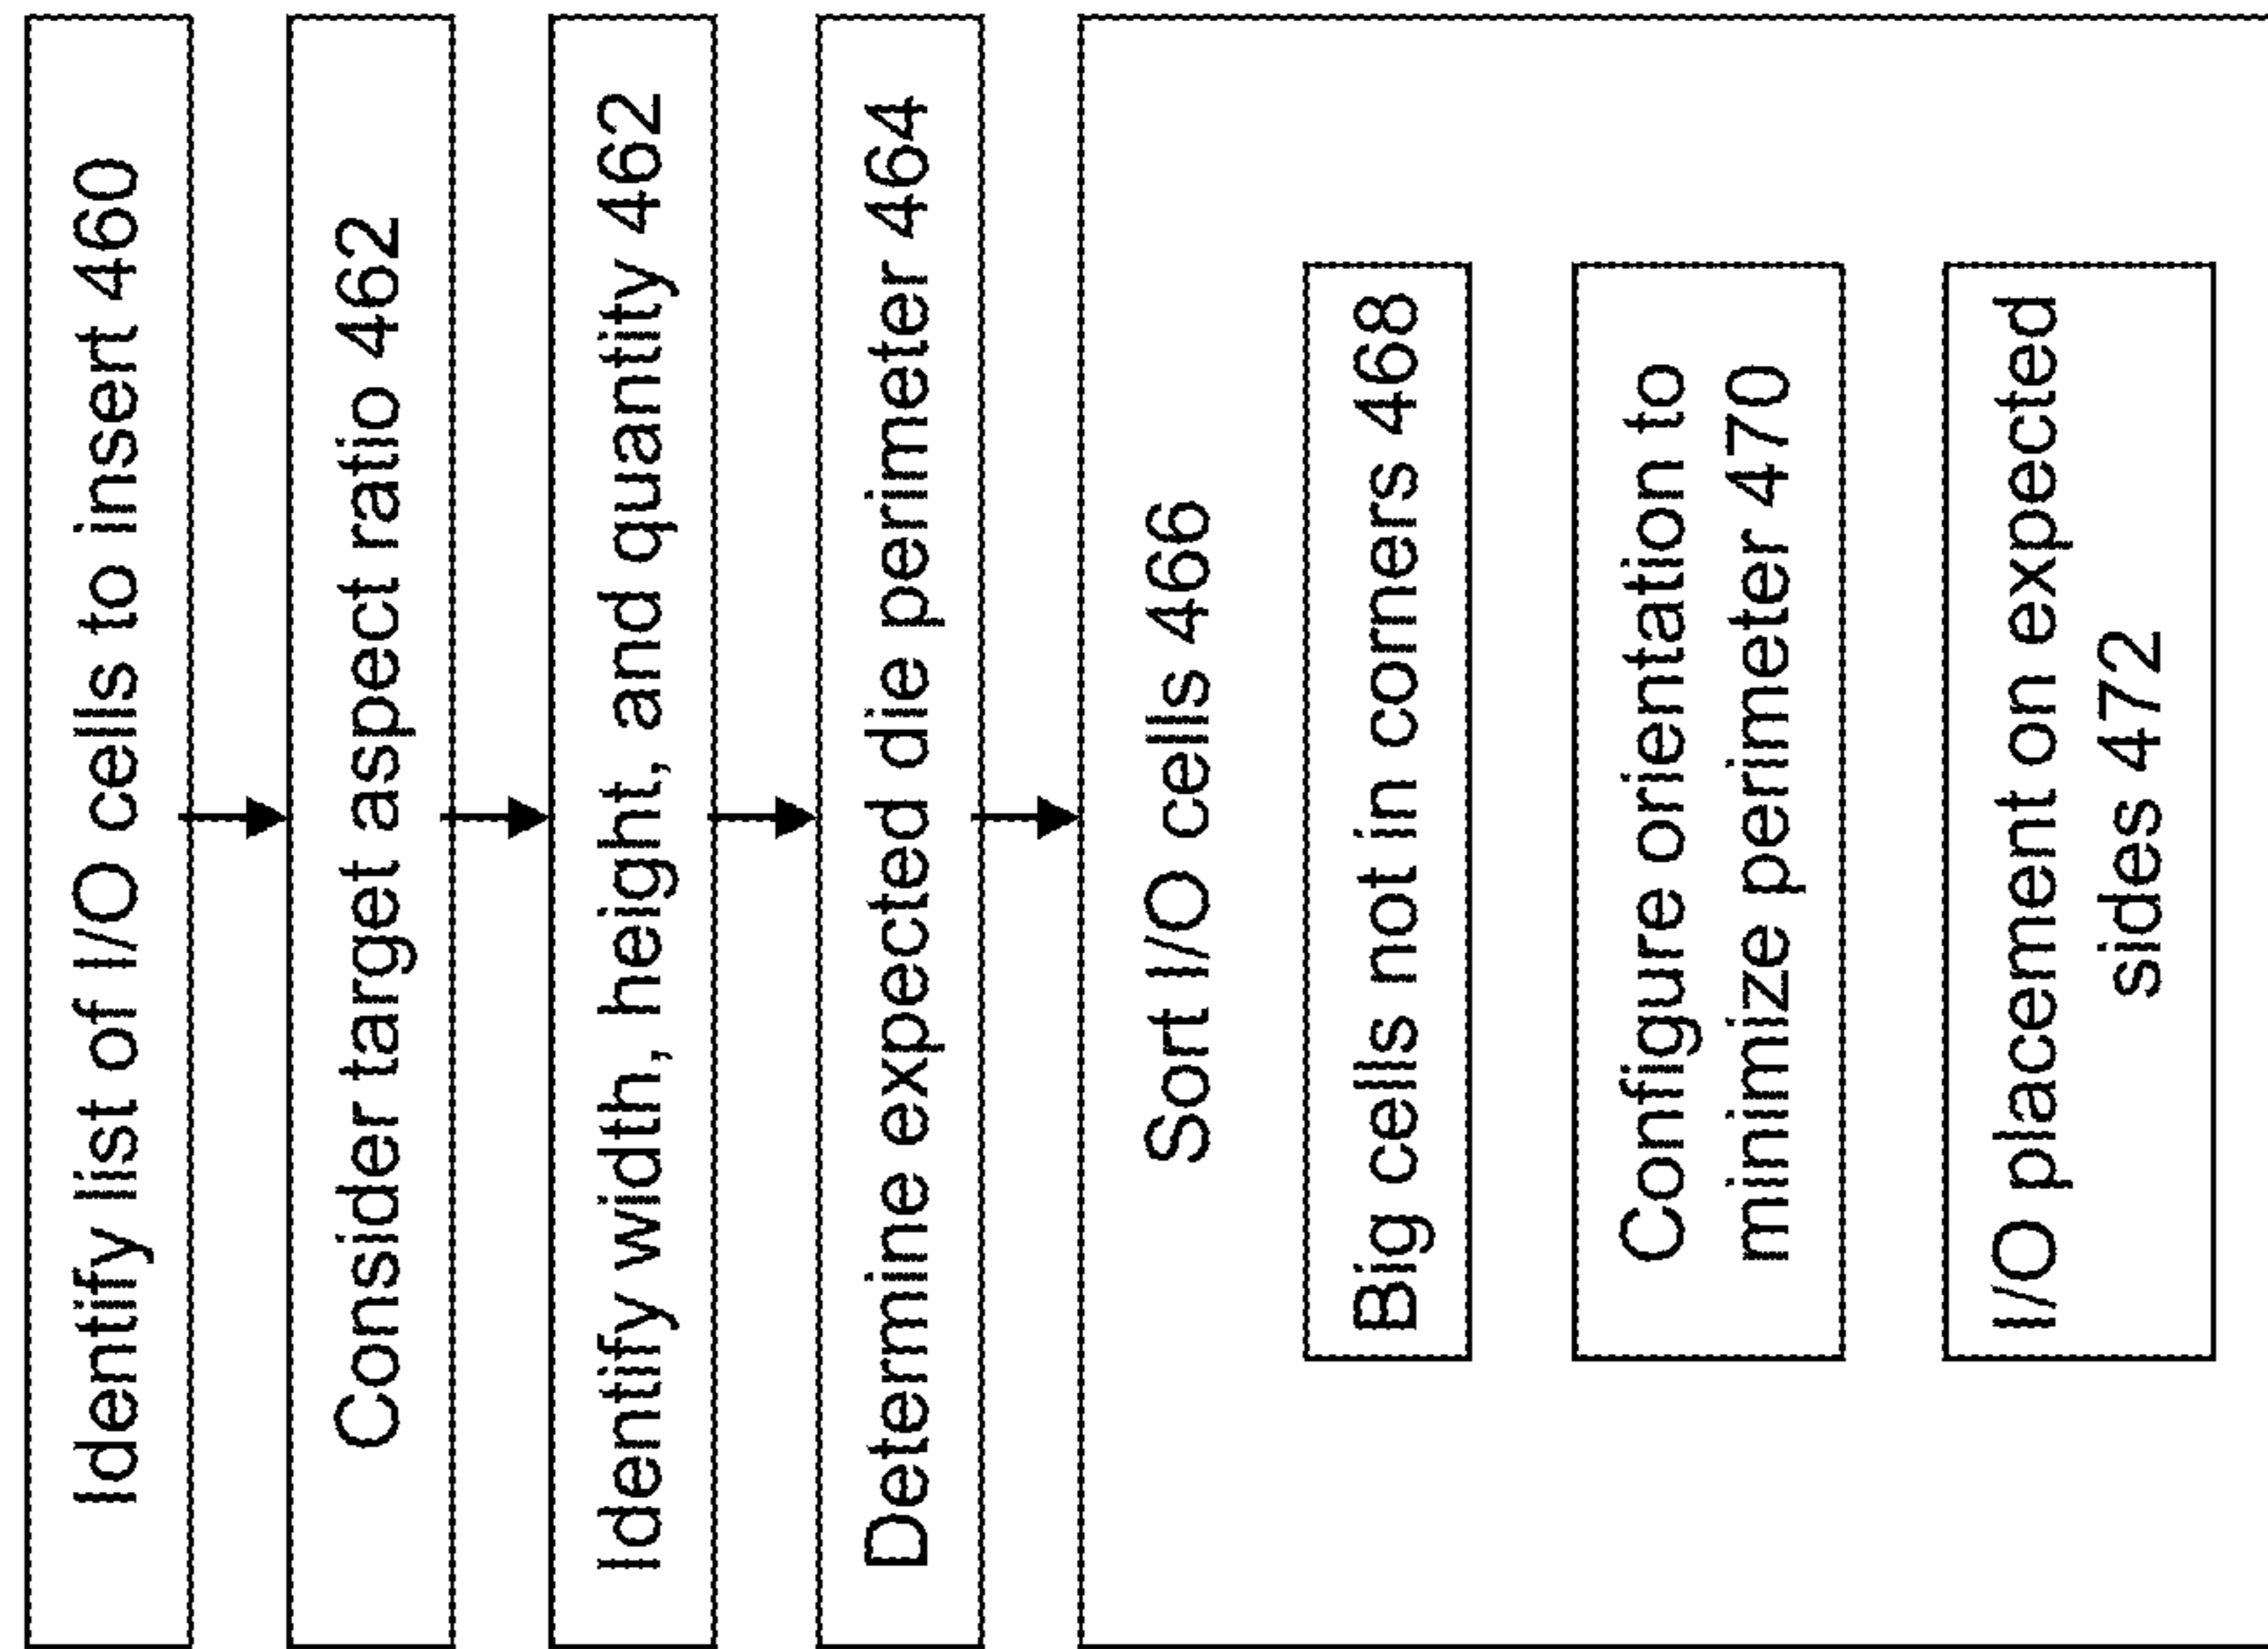 Identify list of I/O cells to insert 460
Consider target aspect ratio 462
Identify width, height, and quantity 462
Determine expected die perimeter 464
Sort I/O cells 466
Big cells not in corners 468
Configure orientation to
minimize perimeter 470
I/O placement on expected
sides 472